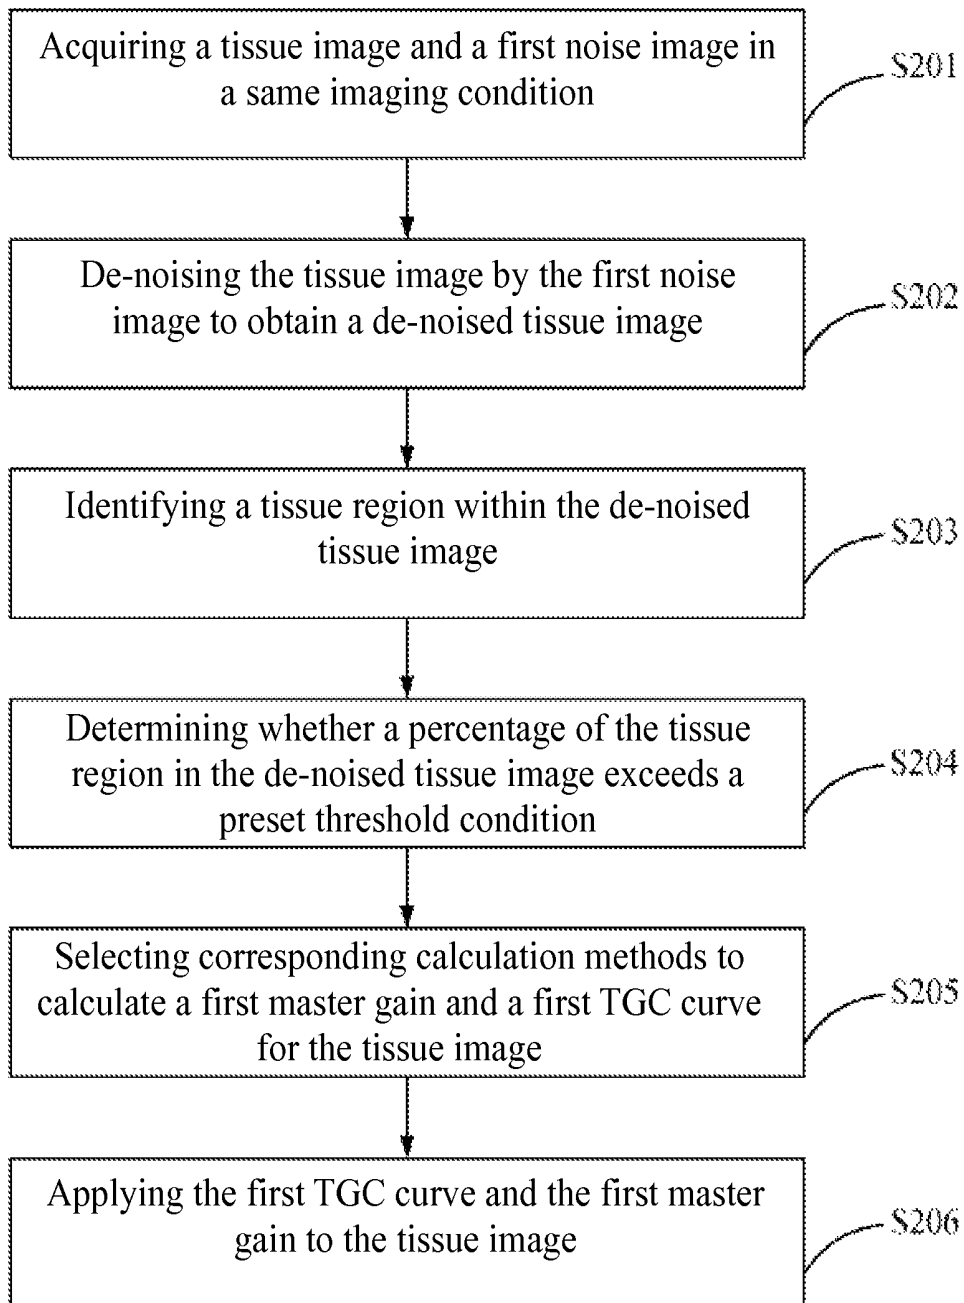 Acquiring a tissue image and a first noise image in
a same imaging condition
S201
De-noising the tissue image by the first noise
image to obtain a de-noised tissue image
S202
Identifying a tissue region within the de-noised
tissue image
S203
Determining whether a percentage of the tissue
region in the de-noised tissue image exceeds a
preset threshold condition
S204
Selecting corresponding calculation methods to
calculate a first master gain and a first TGC curve
for the tissue image
S205
Applying the first TGC curve and the first master
gain to the tissue image
S206